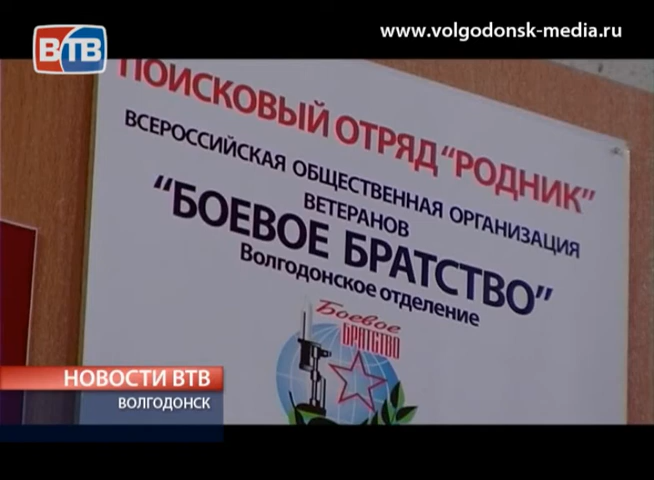 ВТВ
www.volgodonsk-media.ru
ПОИСКОВЫЙ ОТРЯД "РОДНИК"
ВСЕРОССИЙСКАЯ ОБЩЕСТВЕННАЯ ОРГАНИЗАЦИЯ
ВЕТЕРАНОВ
"БОЕВОЕ БРАТСТВО"
Волгодонское отделение
Боевое
БРАТСТВО
НОВОСТИ ВТВ
ВОЛГОДОНСК